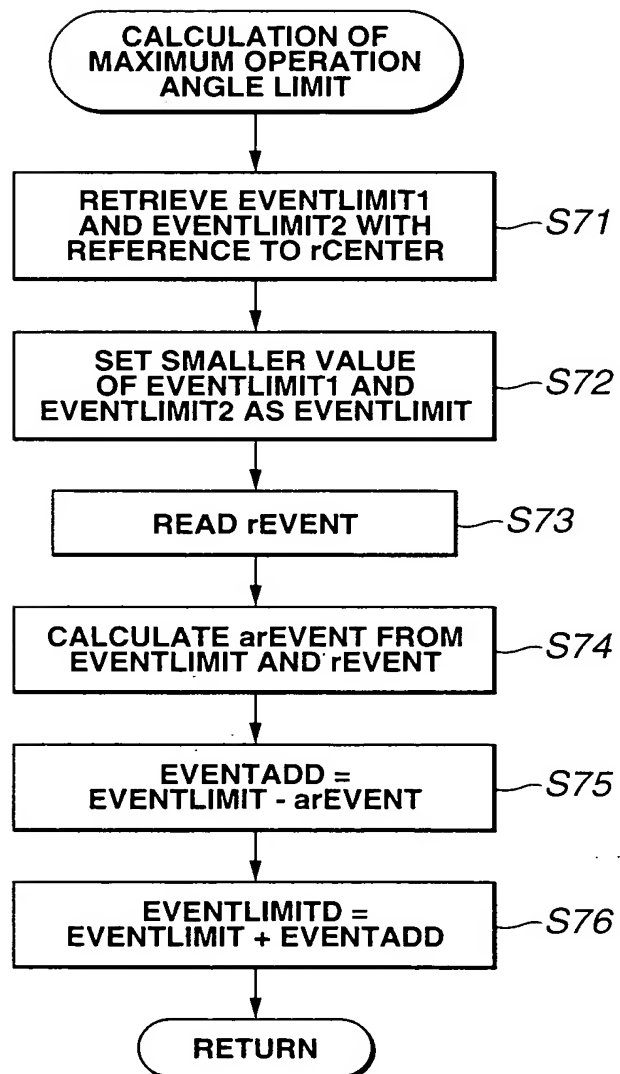 CALCULATION OF
MAXIMUM OPERATION
ANGLE LIMIT
RETRIEVE EVENTLIMIT1
AND EVENTLIMIT2 WITH
REFERENCE TO rCENTER
S71
SET SMALLER VALUE
OF EVENTLIMIT1 AND
EVENTLIMIT2 AS EVENTLIMIT
S72
READ rEVENT
S73
CALCULATE arEVENT FROM
EVENTLIMIT AND rEVENT
S74
EVENTADD =
EVENTLIMIT - arEVENT
S75
EVENTLIMITD =
EVENTLIMIT + EVENTADD
S76
RETURN